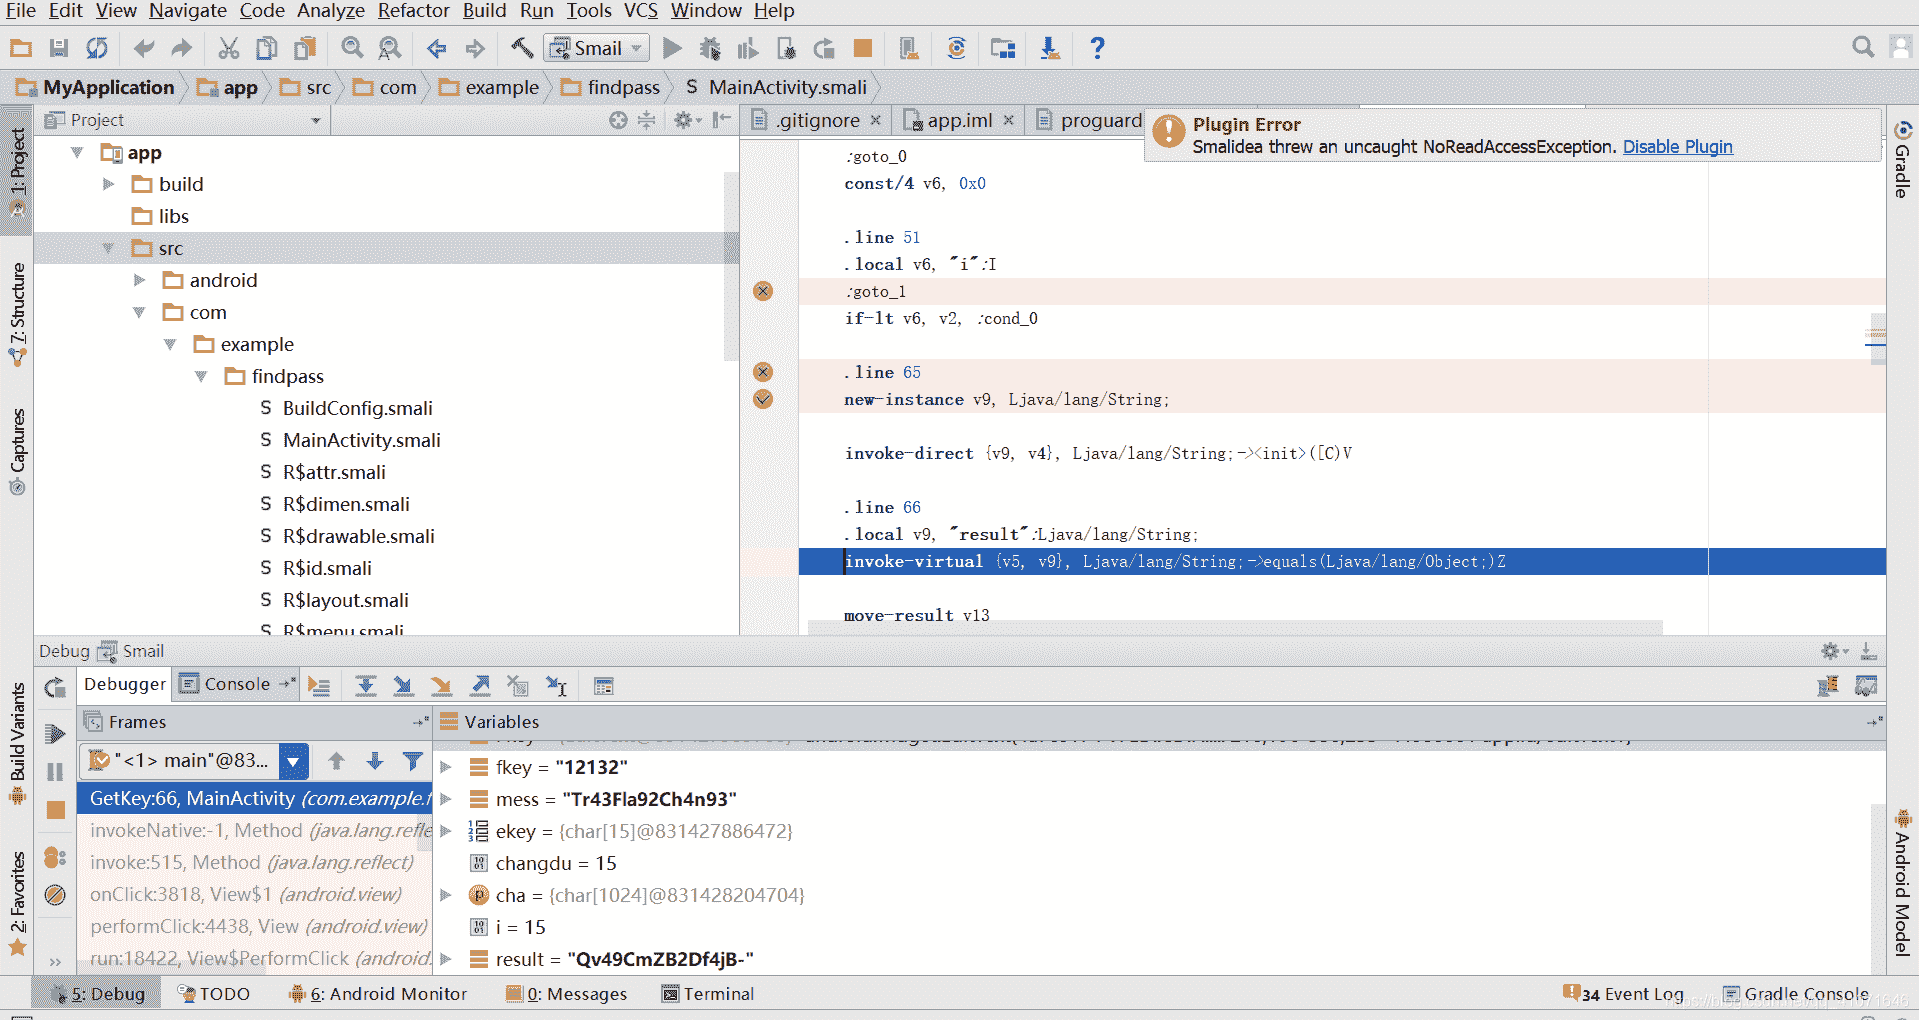 File Edit View Navigate Code Analyze Refactor Build Run Tools VCS Window Help
Smail
MyApplication app src com example findpass S MainActivity.smali
Project
.gitignore app.iml proguard
Plugin Error
Smalidea threw an uncaught NoReadAccessException. Disable Plugin
1: Project
7: Structure
Captures
Build Variants
2: Favorites
Gradle
Android Model
app
build
libs
src
android
com
example
findpass
S BuildConfig.smali
S MainActivity.smali
S R$attr.smali
S R$dimen.smali
S R$drawable.smali
S R$id.smali
S R$layout.smali
S R$menu.smali
:goto_0
const/4 v6, 0x0
.line 51
.local v6, "i":I
:goto_1
if-lt v6, v2, :cond_0
.line 65
new-instance v9, Ljava/lang/String;
invoke-direct {v9, v4}, Ljava/lang/String;-><init>([C)V
.line 66
.local v9, "result":Ljava/lang/String;
invoke-virtual {v5, v9}, Ljava/lang/String;->equals(Ljava/lang/Object;)Z
move-result v13
Debug Smail
Debugger Console
Frames
Variables
"<1> main"@83...
GetKey:66, MainActivity (com.example.f
invokeNative:-1, Method (java.lang.refle
invoke:515, Method (java.lang.reflect)
onClick:3818, View$1 (android.view)
performClick:4438, View (android.view)
run:18422, View$PerformClick (android.
fkey = "12132"
mess = "Tr43Fla92Ch4n93"
ekey = {char[15]@831427886472}
changdu = 15
cha = {char[1024]@831428204704}
i = 15
result = "Qv49CmZB2Df4jB-"
5: Debug TODO 6: Android Monitor 0: Messages Terminal
34 Event Log Gradle Console